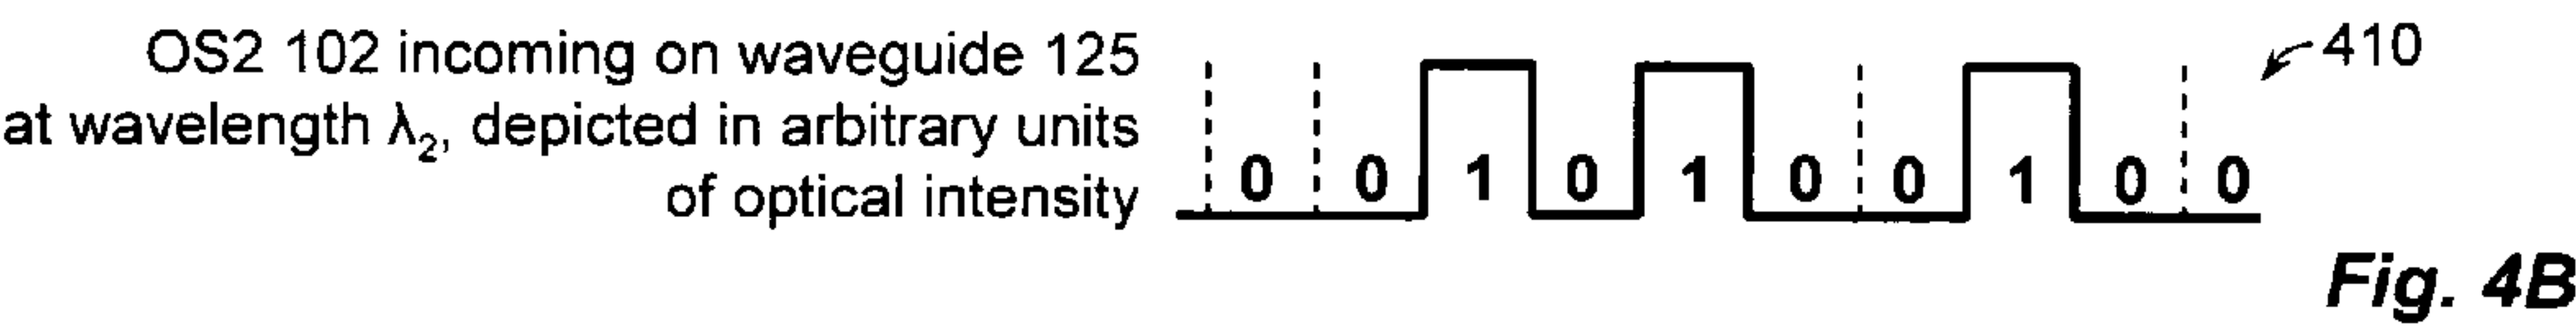 OS2 102 incoming on waveguide 125
at wavelength λ₂, depicted in arbitrary units
of optical intensity
0 0 1 0 1 0 0 1 0 0
410
Fig. 4B